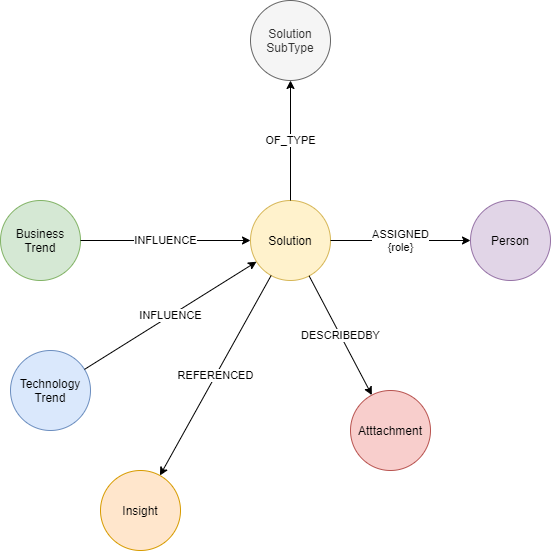 Solution
SubType
OF_TYPE
Business
Trend
INFLUENCE
Solution
ASSIGNED
{role}
Person
INFLUENCE
DESCRIBEDBY
REFERENCED
Technology
Trend
Atttachment
Insight